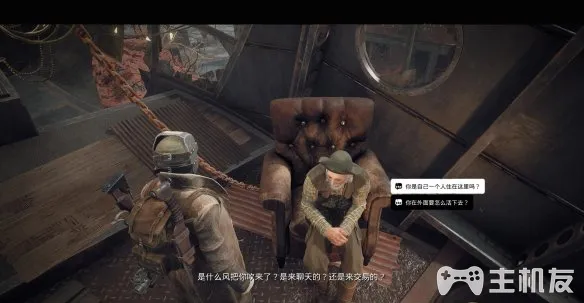 你是自己一个人住在这里吗?
你在外面要怎么活下去?
是什么风把你吹来了?是来聊天的?还是来交易的?
主机友